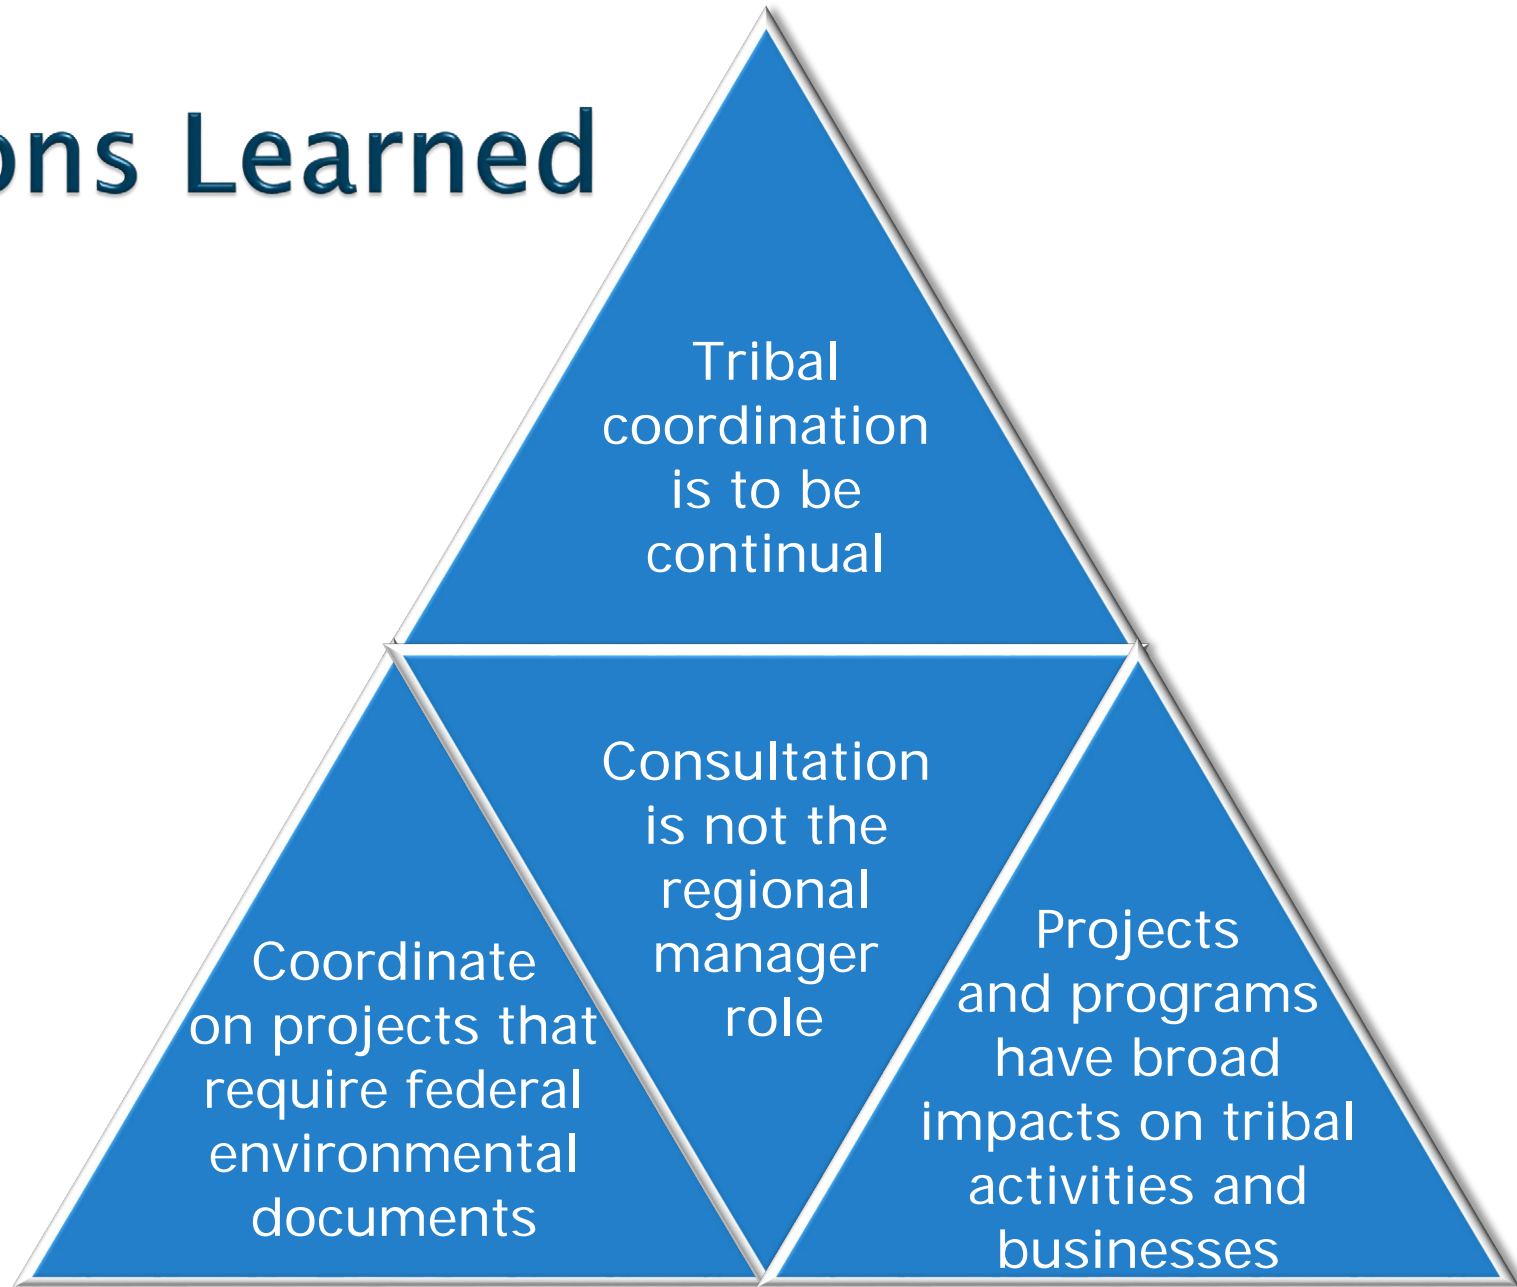 ons Learned
Tribal
coordination
is to be
continual
Consultation
is not the
regional
manager
role
Coordinate
on projects that
require federal
environmental
documents
Projects
and programs
have broad
impacts on tribal
activities and
businesses